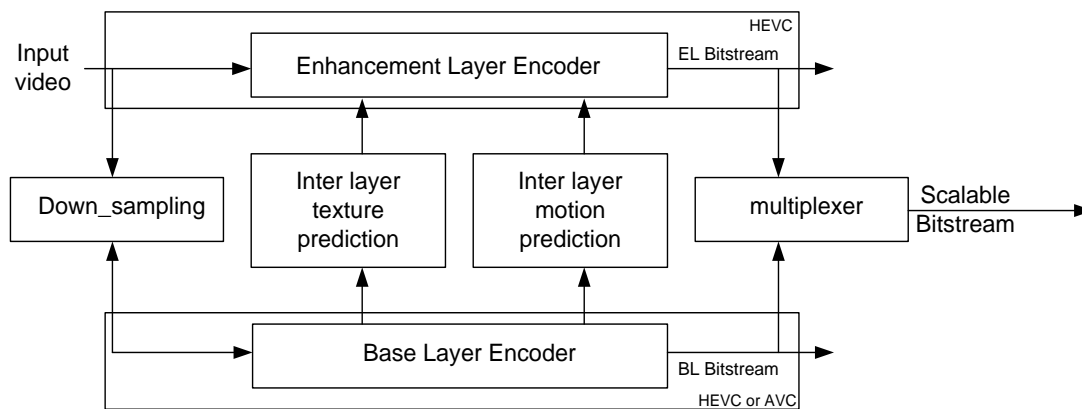 HEVC
Input
video
Enhancement Layer Encoder
EL Bitstream
Down_sampling
Inter layer
texture
prediction
Inter layer
motion
prediction
multiplexer
Scalable
Bitstream
Base Layer Encoder
BL Bitstream
HEVC or AVC